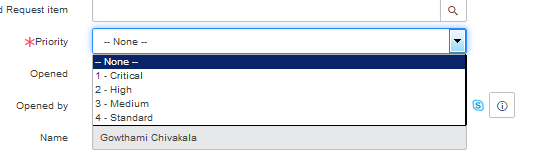 d Request item
*Priority
-- None --
-- None --
1 - Critical
2 - High
3 - Medium
4 - Standard
Opened
Opened by
Name
Gowthami Chivakala